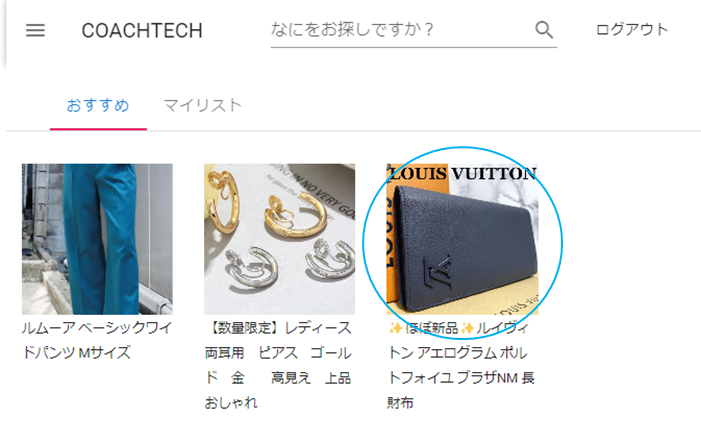 COACHTECH
なにをお探しですか？
ログアウト
おすすめ
マイリスト
LOUIS VUITTON
ルムーア ベーシックワイ
ドパンツ Mサイズ
【数量限定】レディース
両耳用 ピアス ゴール
ド 金 高見え 上品
おしゃれ
✨ほぼ新品✨ルイヴィ
トン アエログラム ポル
トフォイユ ブラザNM 長
財布